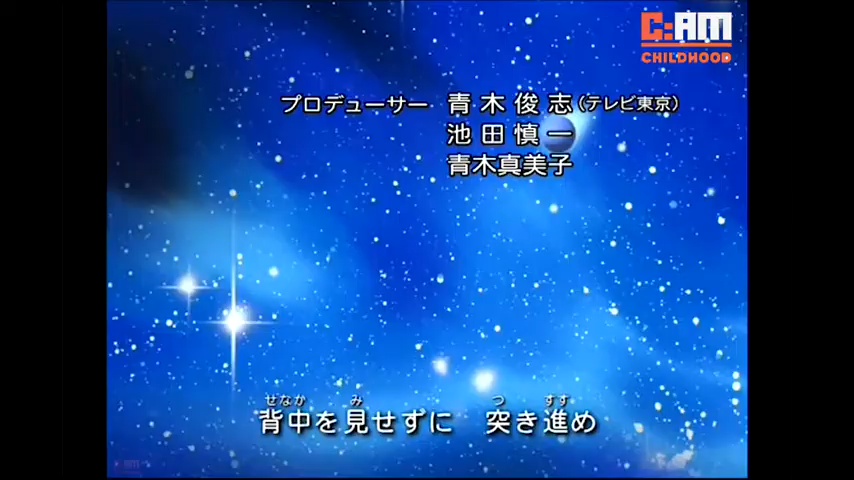 C:AM
CHILDHOOD
プロデューサー 青木俊志(テレビ東京)
池田慎一
青木真美子
せなか み つ すす
背中を見せずに 突き進め